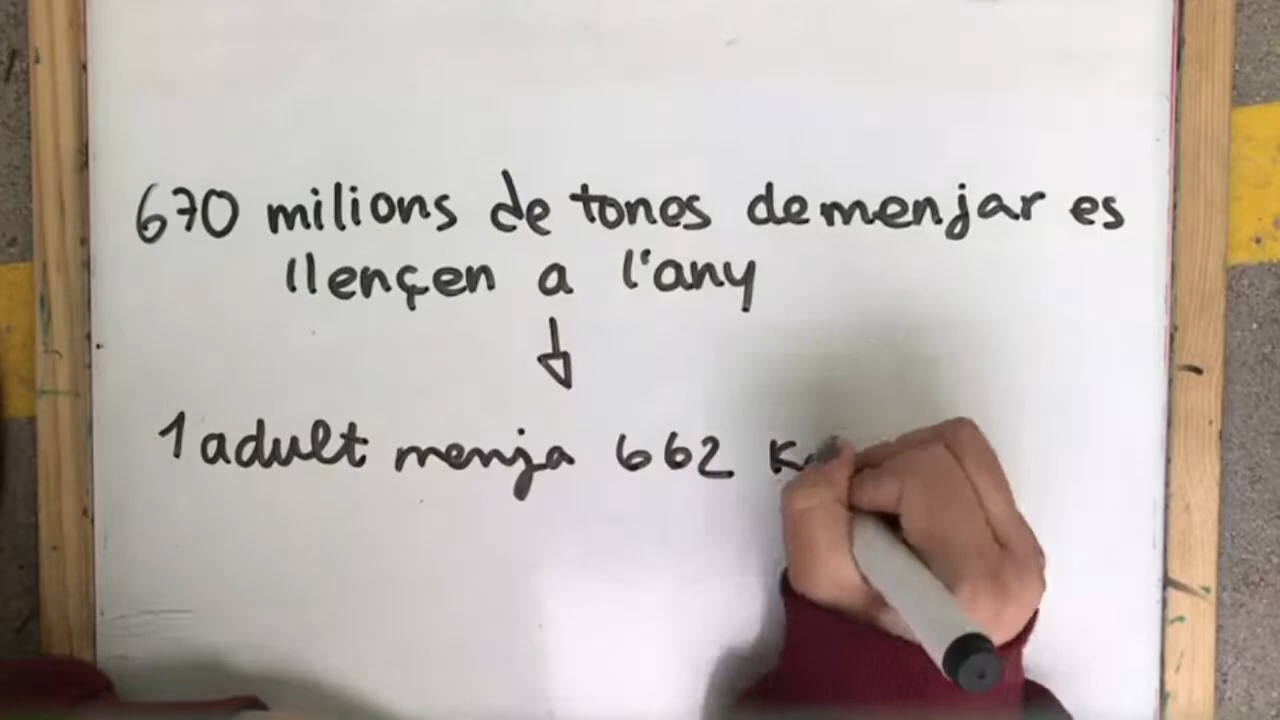 670 milions de tones de menjar es
llençen a l'any
1 adult menja 662